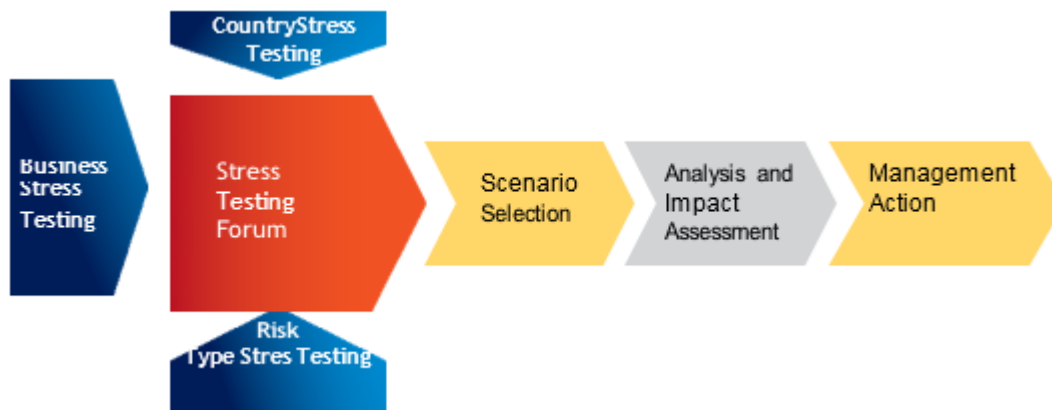 CountryStress
Testing
Business
Stress
Testing
Stress
Testing
Forum
Scenario
Selection
Analysis and
Impact
Assessment
Management
Action
Risk
Type Stres Testing